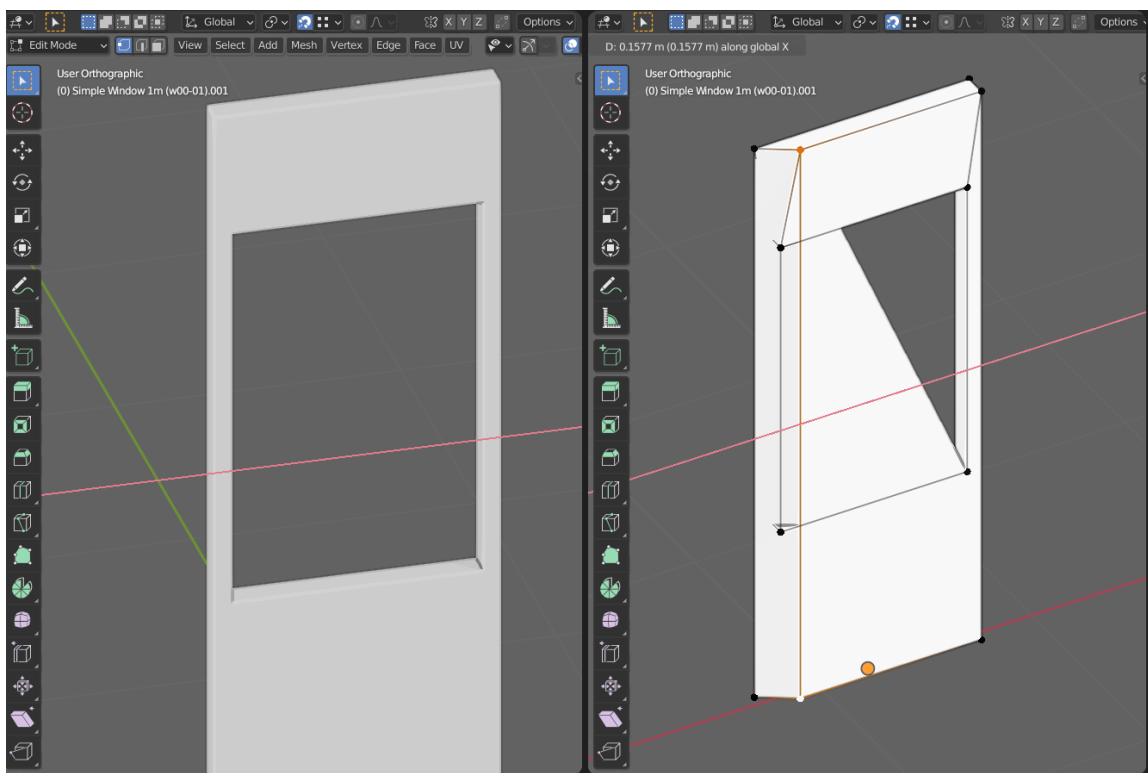 Global
X Y Z
Options
Edit Mode
View Select Add Mesh Vertex Edge Face UV
User Orthographic
(0) Simple Window 1m (w00-01).001
Global
X Y Z
Options
D: 0.1577 m (0.1577 m) along global X
User Orthographic
(0) Simple Window 1m (w00-01).001